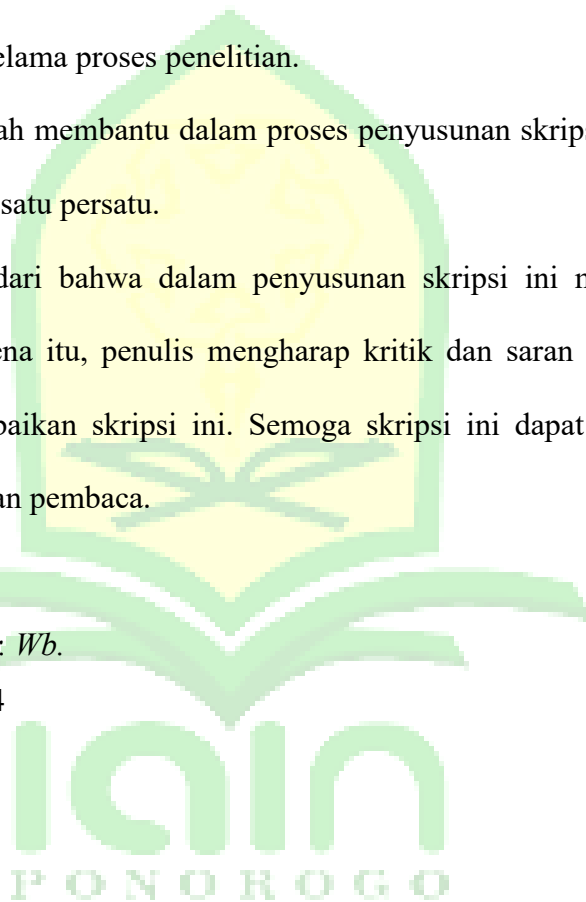 elama proses penelitian.
ah membantu dalam proses penyusunan skrips
satu persatu.
dari bahwa dalam penyusunan skripsi ini m
ena itu, penulis mengharap kritik dan saran
baikan skripsi ini. Semoga skripsi ini dapat
an pembaca.
: Wb.
4
iain
PONOROGO